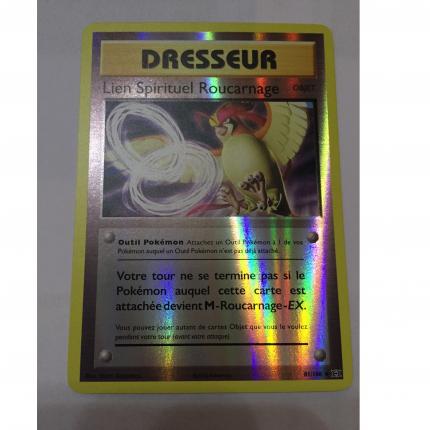 DRESSEUR
Lien Spirituel Roucarnage OBJET
Outil Pokémon Attachez un Outil Pokémon à 1 de vos
Pokémon auquel un Outil Pokémon n'est pas déjà attaché.
Votre tour ne se termine pas si le
Pokémon auquel cette carte est
attachée devient M-Roucarnage-EX.
Vous pouvez jouer autant de cartes Objet que vous le voulez
pendant votre tour (avant votre attaque).